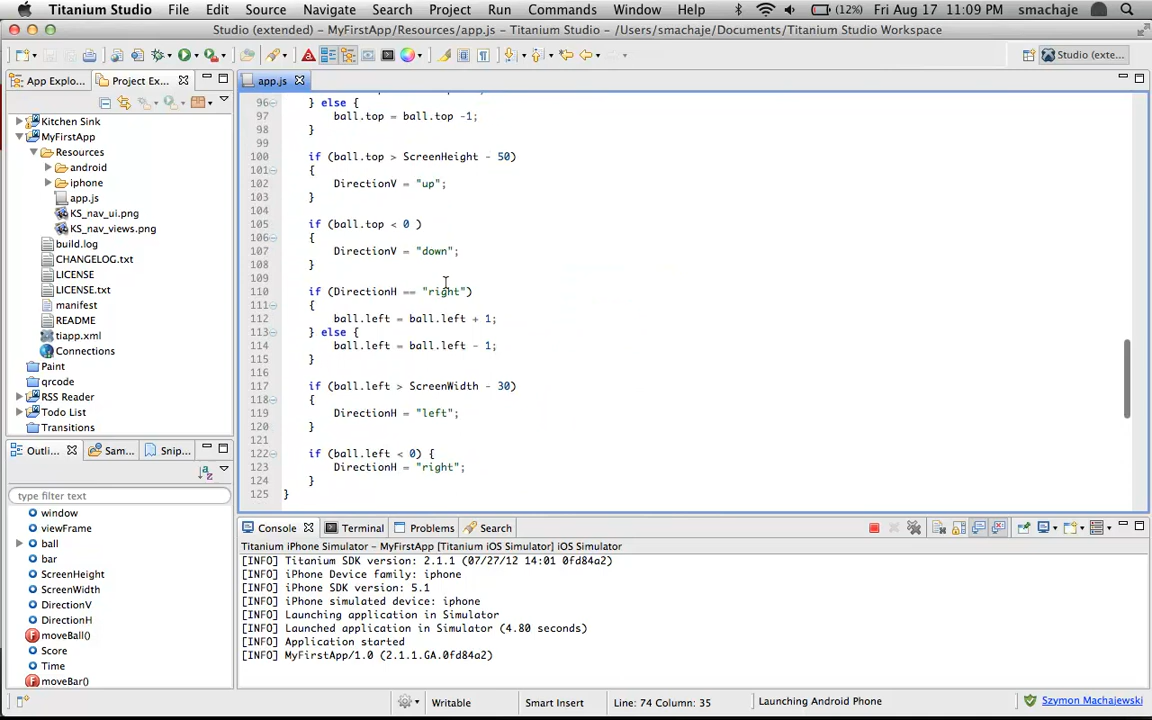 Titanium Studio File Edit Source Navigate Search Project Run Commands Window Help (12%) Fri Aug 17 11:09 PM smachaje
Studio (extended) - MyFirstApp/Resources/app.js - Titanium Studio - /Users/smachaje/Documents/Titanium Studio Workspace
Studio (exte...
App Explo... Project Ex...
app.js
Kitchen Sink
MyFirstApp
Resources
android
iphone
app.js
KS_nav_ui.png
KS_nav_views.png
build.log
CHANGELOG.txt
LICENSE
LICENSE.txt
manifest
README
tiapp.xml
Connections
Paint
qrcode
RSS Reader
Todo List
Transitions
96 } else {
97 ball.top = ball.top -1;
98 }
99
100 if (ball.top > ScreenHeight - 50)
101 {
102 DirectionV = "up";
103 }
104
105 if (ball.top < 0 )
106 {
107 DirectionV = "down";
108 }
109
110 if (DirectionH == "right")
111 {
112 ball.left = ball.left + 1;
113 } else {
114 ball.left = ball.left - 1;
115 }
116
117 if (ball.left > ScreenWidth - 30)
118 {
119 DirectionH = "left";
120 }
121
122 if (ball.left < 0) {
123 DirectionH = "right";
124 }
125 }
Outli... Sam... Snip...
type filter text
window
viewFrame
ball
bar
ScreenHeight
ScreenWidth
DirectionV
DirectionH
moveBall()
Score
Time
moveBar()
Console Terminal Problems Search
Titanium iPhone Simulator - MyFirstApp [Titanium iOS Simulator] iOS Simulator
[INFO] Titanium SDK version: 2.1.1 (07/27/12 14:01 0fd84a2)
[INFO] iPhone Device family: iphone
[INFO] iPhone SDK version: 5.1
[INFO] iPhone simulated device: iphone
[INFO] Launching application in Simulator
[INFO] Launched application in Simulator (4.80 seconds)
[INFO] Application started
[INFO] MyFirstApp/1.0 (2.1.1.GA.0fd84a2)
Writable Smart Insert Line: 74 Column: 35 Launching Android Phone Szymon Machajewski